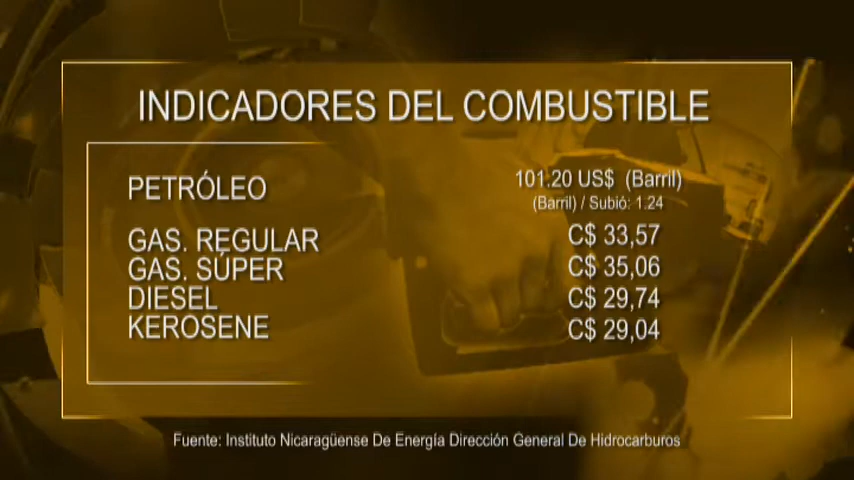 INDICADORES DEL COMBUSTIBLE
PETRÓLEO 101.20 US$ (Barril)
(Barril) / Subió: 1.24
GAS. REGULAR C$ 33,57
GAS. SÚPER C$ 35,06
DIESEL C$ 29,74
KEROSENE C$ 29,04
Fuente: Instituto Nicaragüense De Energía Dirección General De Hidrocarburos